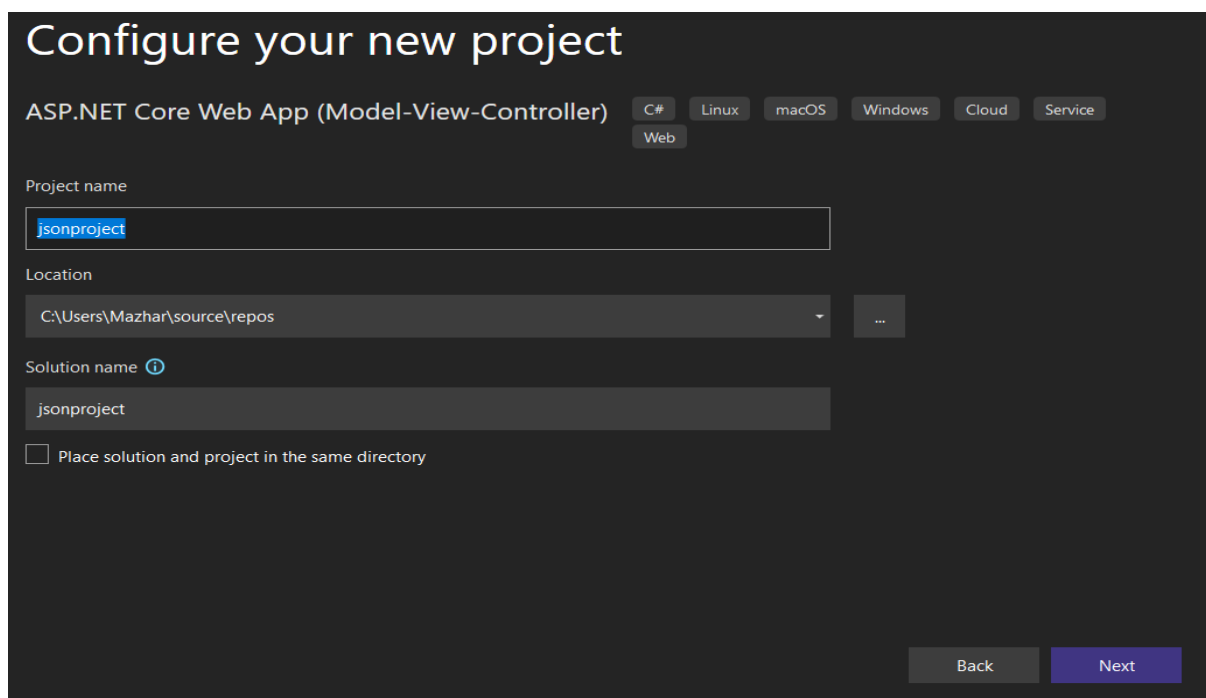 Configure your new project
ASP.NET Core Web App (Model-View-Controller) C# Linux macOS Windows Cloud Service
Web
Project name
jsonproject
Location
C:\Users\Mazhar\source\repos ...
Solution name
jsonproject
Place solution and project in the same directory
Back Next